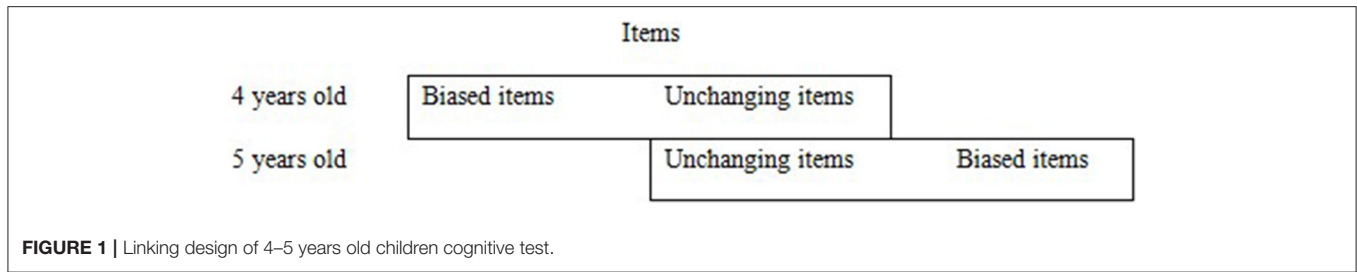 Items
4 years old Biased items Unchanging items
5 years old Unchanging items Biased items
FIGURE 1 | Linking design of 4–5 years old children cognitive test.